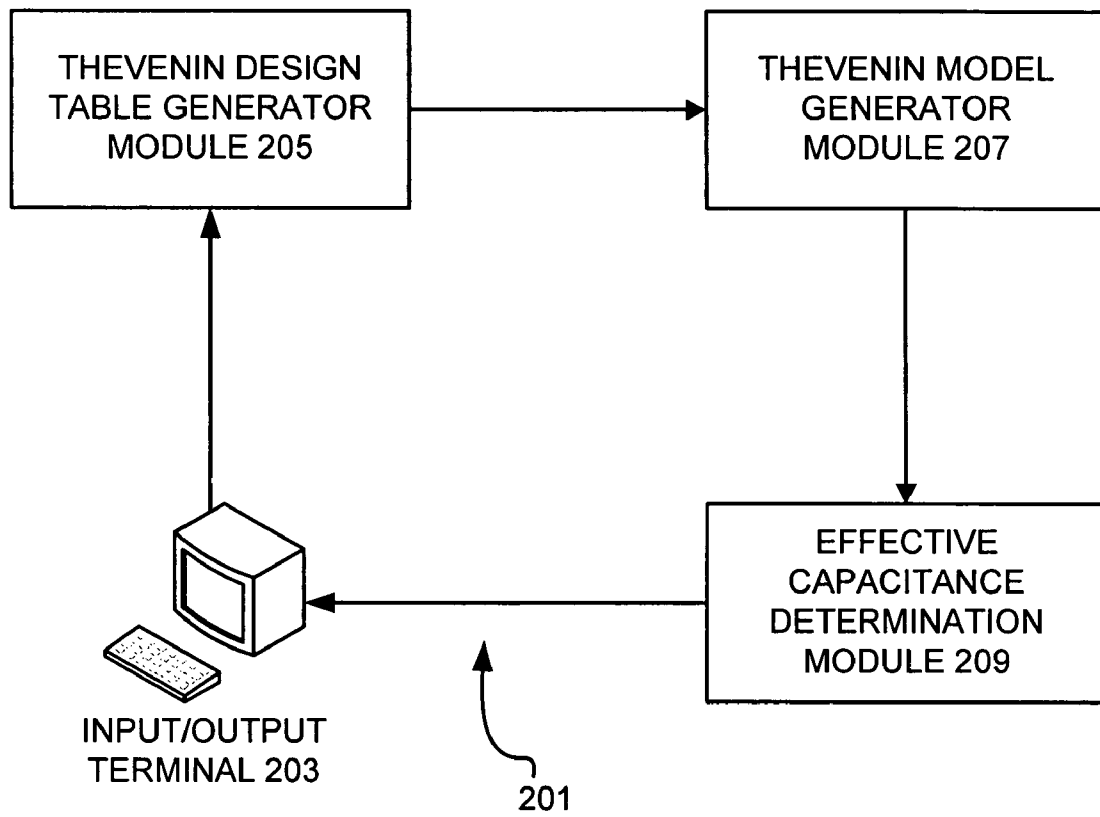 THEVENIN DESIGN
TABLE GENERATOR
MODULE 205
THEVENIN MODEL
GENERATOR
MODULE 207
EFFECTIVE
CAPACITANCE
DETERMINATION
MODULE 209
INPUT/OUTPUT
TERMINAL 203
201